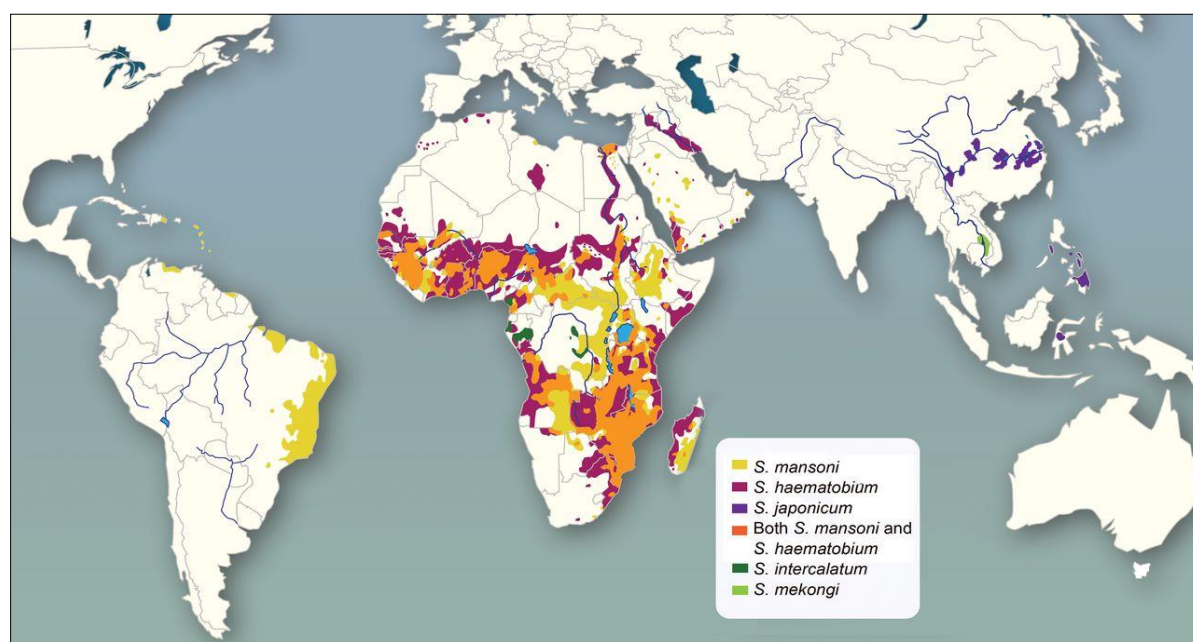 S. mansoni
S. haematobium
S. japonicum
Both S. mansoni and
S. haematobium
S. intercalatum
S. mekongi